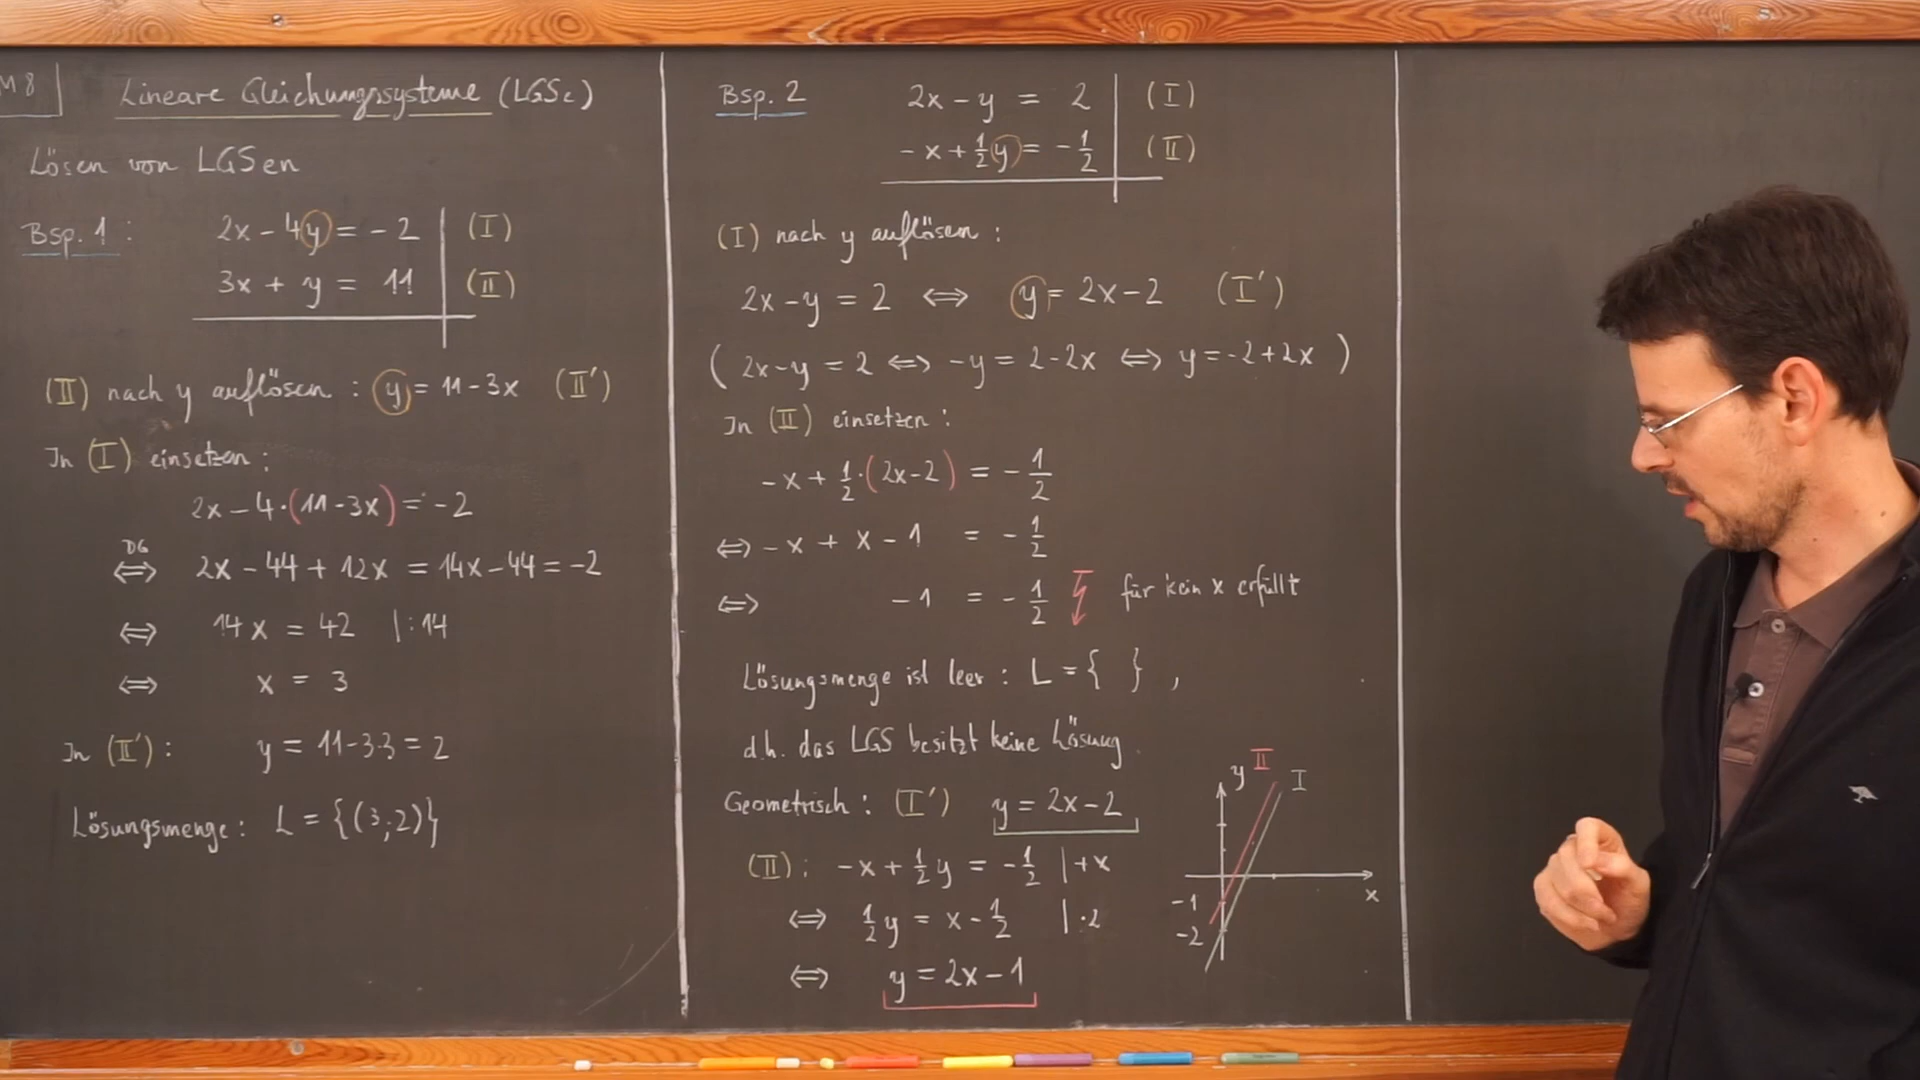 M8
Lineare Gleichungssysteme (LGSe)
Lösen von LGSen
Bsp. 1 : 2x - 4y = -2 (I)
3x + y = 11 (II)
(II) nach y auflösen : y = 11 - 3x (II')
In (I) einsetzen :
2x - 4·(11 - 3x) = -2
DG
⇔ 2x - 44 + 12x = 14x - 44 = -2
⇔ 14x = 42 |:14
⇔ x = 3
In (II') : y = 11 - 3·3 = 2
Lösungsmenge : L = {(3;2)}
Bsp. 2 2x - y = 2 (I)
-x + 1/2 y = -1/2 (II)
(I) nach y auflösen :
2x - y = 2 ⇔ y = 2x - 2 (I')
( 2x - y = 2 ⇔ -y = 2 - 2x ⇔ y = -2 + 2x )
In (II) einsetzen :
-x + 1/2·(2x - 2) = -1/2
⇔ -x + x - 1 = -1/2
⇔ -1 = -1/2 für kein x erfüllt
Lösungsmenge ist leer : L = { } ,
d.h. das LGS besitzt keine Lösung.
Geometrisch : (I') y = 2x - 2
(II) : -x + 1/2 y = -1/2 |+x
⇔ 1/2 y = x - 1/2 |·2
⇔ y = 2x - 1
y II I
x
-1
-2